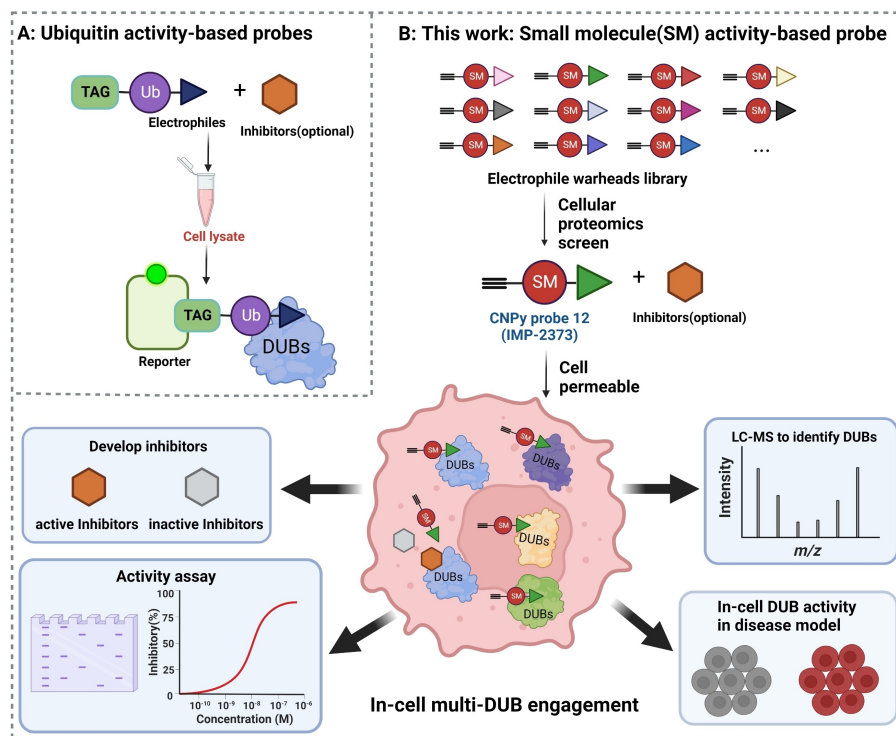 A: Ubiquitin activity-based probes
TAG
Ub
Electrophiles
+
Inhibitors(optional)
Cell lysate
TAG
Ub
DUBs
Reporter
B: This work: Small molecule(SM) activity-based probe
SM SM SM SM
SM SM SM SM
SM SM SM ...
Electrophile warheads library
Cellular
proteomics
screen
SM
+
CNPy probe 12
(IMP-2373)
Inhibitors(optional)
Cell
permeable
SM
DUBs
SM
DUBs
SM
DUBs
SM
DUBs
SM
DUBs
In-cell multi-DUB engagement
Develop inhibitors
active Inhibitors
inactive Inhibitors
Activity assay
Inhibitory(%)
100
75
50
25
0
10-10 10-9 10-8 10-7 10-6
Concentration (M)
LC-MS to identify DUBs
Intensity
m/z
In-cell DUB activity
in disease model